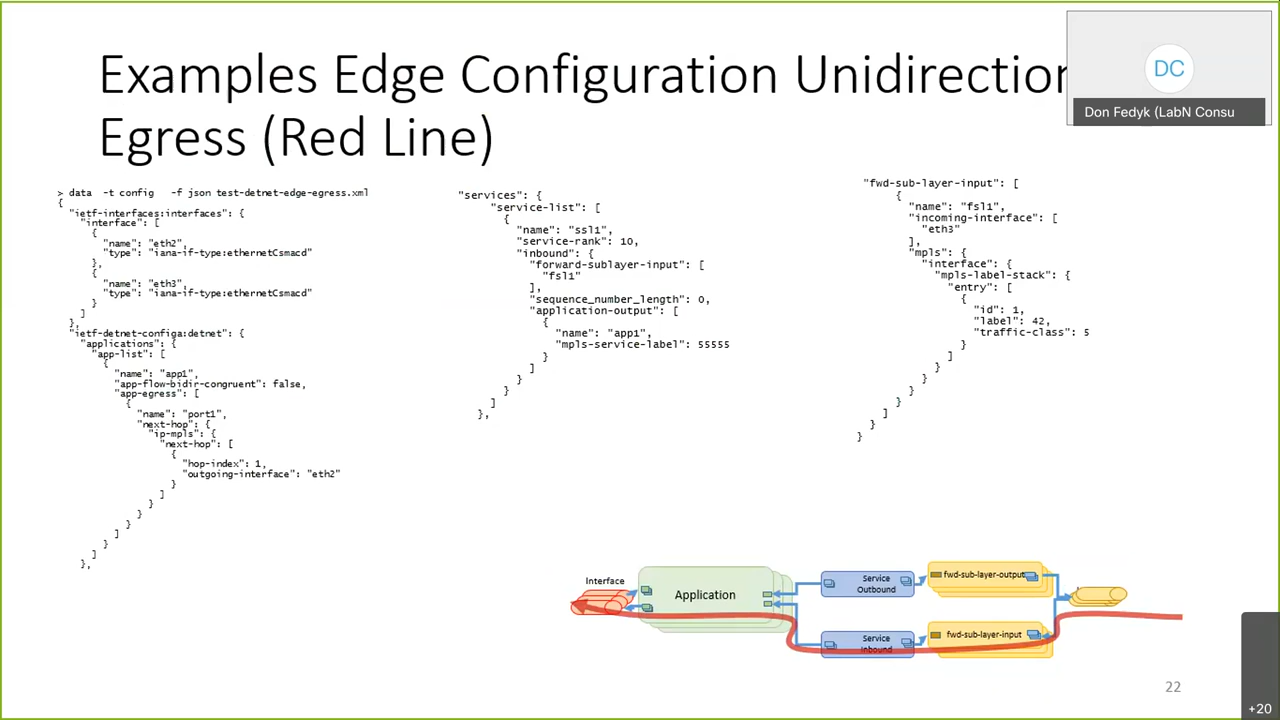 Examples Edge Configuration Unidirection
Egress (Red Line)
DC
Don Fedyk (LabN Consu
> data -t config -f json test-detnet-edge-egress.xml
{
"ietf-interfaces:interfaces": {
"interface": [
{
"name": "eth2",
"type": "iana-if-type:ethernetCsmacd"
},
{
"name": "eth3",
"type": "iana-if-type:ethernetCsmacd"
}
]
},
"ietf-detnet-configa:detnet": {
"applications": {
"app-list": [
{
"name": "app1",
"app-flow-bidir-congruent": false,
"app-egress": [
{
"name": "port1",
"next-hop": {
"ip-mpls": {
"next-hop": [
{
"hop-index": 1,
"outgoing-interface": "eth2"
}
]
}
}
}
]
}
]
},
"services": {
"service-list": [
{
"name": "ssl1",
"service-rank": 10,
"inbound": {
"forward-sublayer-input": [
"fsl1"
],
"sequence_number_length": 0,
"application-output": [
{
"name": "app1",
"mpls-service-label": 55555
}
]
}
}
]
},
"fwd-sub-layer-input": [
{
"name": "fsl1",
"incoming-interface": [
"eth3"
],
"mpls": {
"interface": {
"mpls-label-stack": {
"entry": [
{
"id": 1,
"label": 42,
"traffic-class": 5
}
]
}
}
}
}
]
}
}
Interface
Application
Service
Outbound
fwd-sub-layer-output
Service
Inbound
fwd-sub-layer-input
22
+20